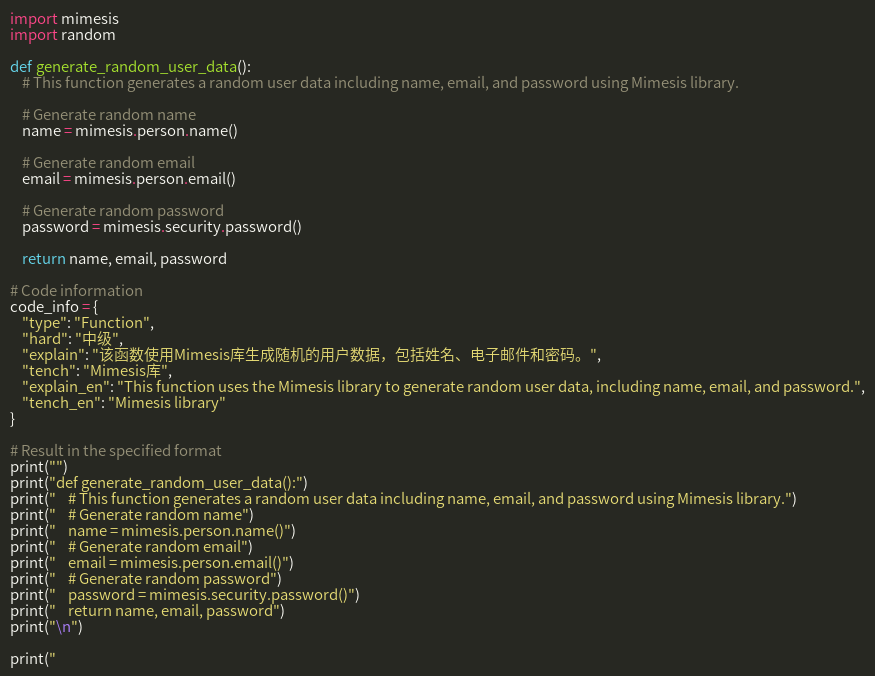 import mimesis
import random
def generate_random_user_data():
# This function generates a random user data including name, email, and password using Mimesis library.
# Generate random name
name = mimesis.person.name()
# Generate random email
email = mimesis.person.email()
# Generate random password
password = mimesis.security.password()
return name, email, password
# Code information
code_info = {
"type": "Function",
"hard": "中级",
"explain": "该函数使用Mimesis库生成随机的用户数据，包括姓名、电子邮件和密码。",
"tench": "Mimesis库",
"explain_en": "This function uses the Mimesis library to generate random user data, including name, email, and password.",
"tench_en": "Mimesis library"
}
# Result in the specified format
print("")
print("def generate_random_user_data():")
print("    # This function generates a random user data including name, email, and password using Mimesis library.")
print("    # Generate random name")
print("    name = mimesis.person.name()")
print("    # Generate random email")
print("    email = mimesis.person.email()")
print("    # Generate random password")
print("    password = mimesis.security.password()")
print("    return name, email, password")
print("\n")
print("